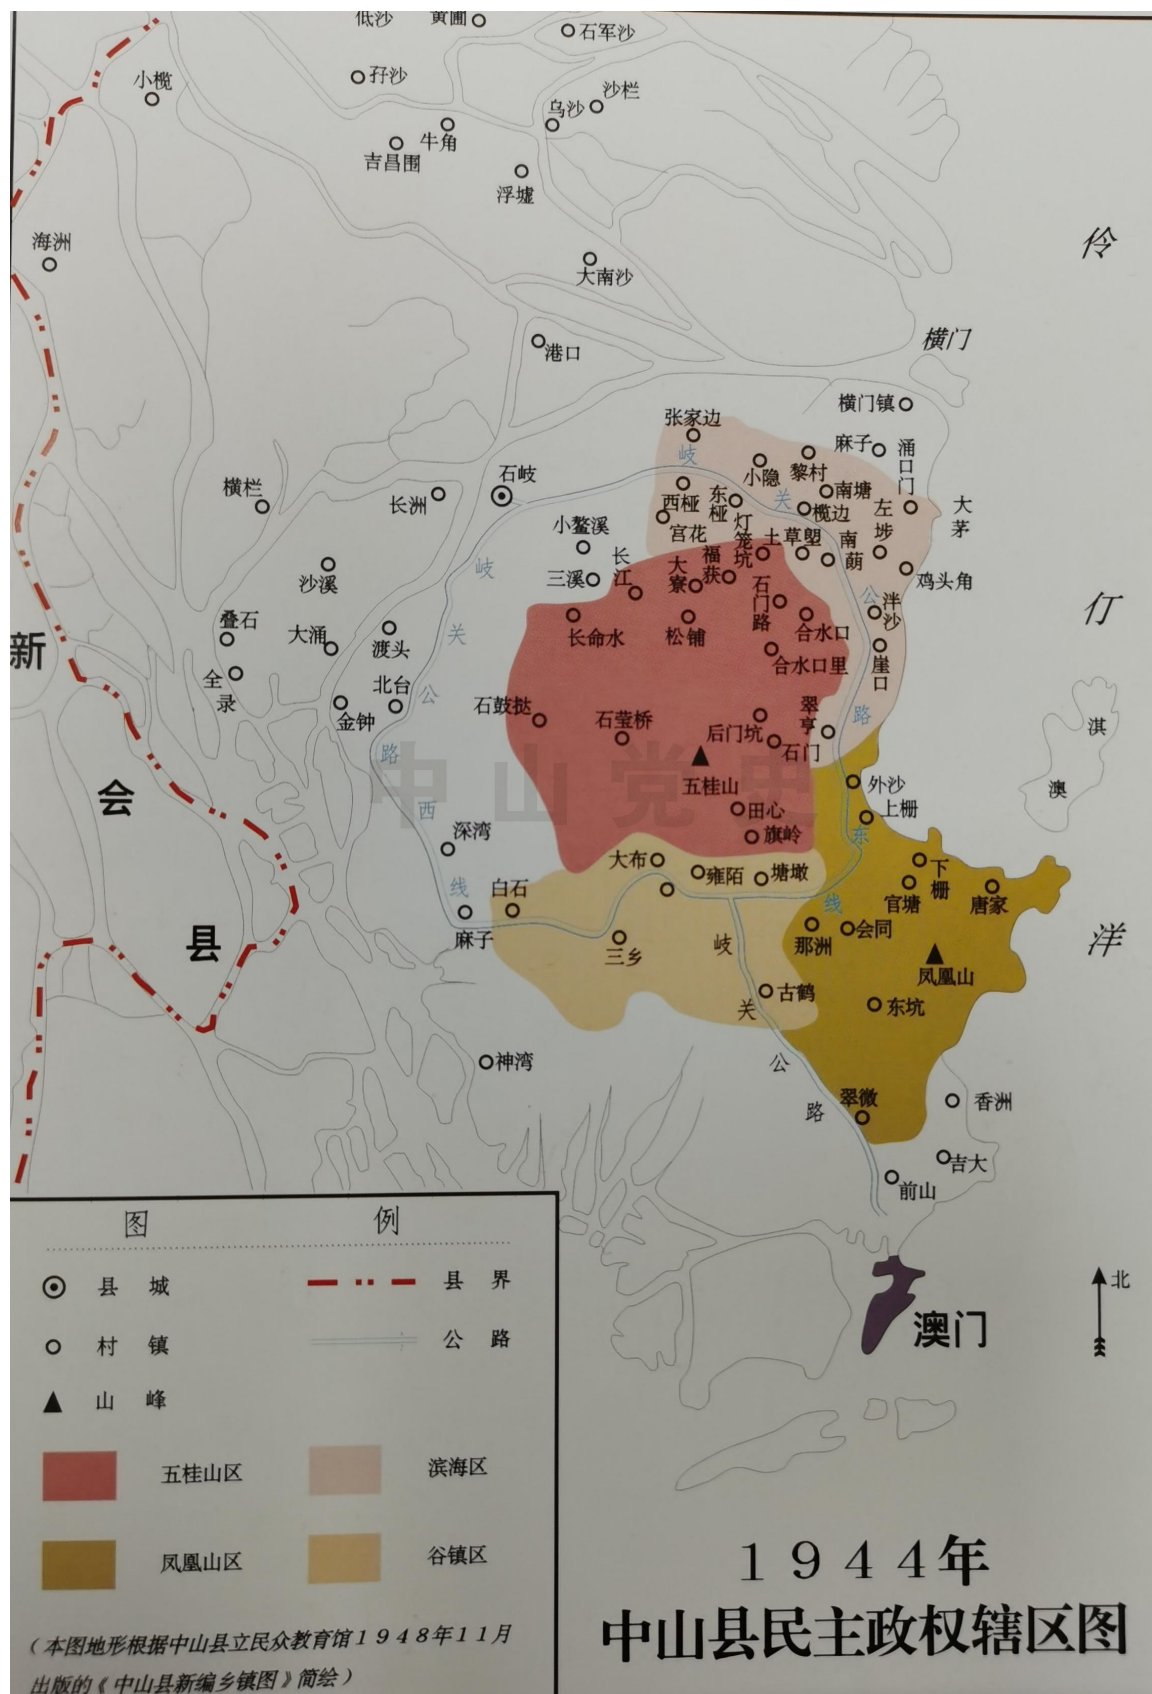 低沙
黄圃
石军沙
小榄
孖沙
沙栏
乌沙
牛角
吉昌围
浮墟
伶
海洲
大南沙
横门
港口
横门镇
张家边
麻子
涌口门
岐
小隐
黎村
石岐
横栏
长洲
西桠
东桠
关
南塘
榄边
左埗
大茅
小鳌溪
宫花
灯笼坑
土草塱
南蓢
长江
福获
大寮
三溪
岐
沙溪
石门路
鸡头角
公
泮沙
仃
叠石
大涌
渡头
关
长命水
松铺
合水口
新
合水口里
崖口
全录
北台
公
金钟
石鼓挞
石莹桥
后门坑
翠亨
路
淇
澳
石门
路
中山党史
五桂山
外沙
会
西
田心
上栅
深湾
旗岭
东
大布
雍陌
塘墩
下栅
线
白石
线
官塘
唐家
县
麻子
三乡
岐
那洲
会同
洋
凤凰山
古鹤
关
东坑
神湾
公
翠微
路
香洲
吉大
前山
图 例
县 城
县 界
北
澳门
村 镇
公 路
山 峰
五桂山区
滨海区
凤凰山区
谷镇区
1944年
中山县民主政权辖区图
（本图地形根据中山县立民众教育馆1948年11月
出版的《中山县新编乡镇图》简绘）